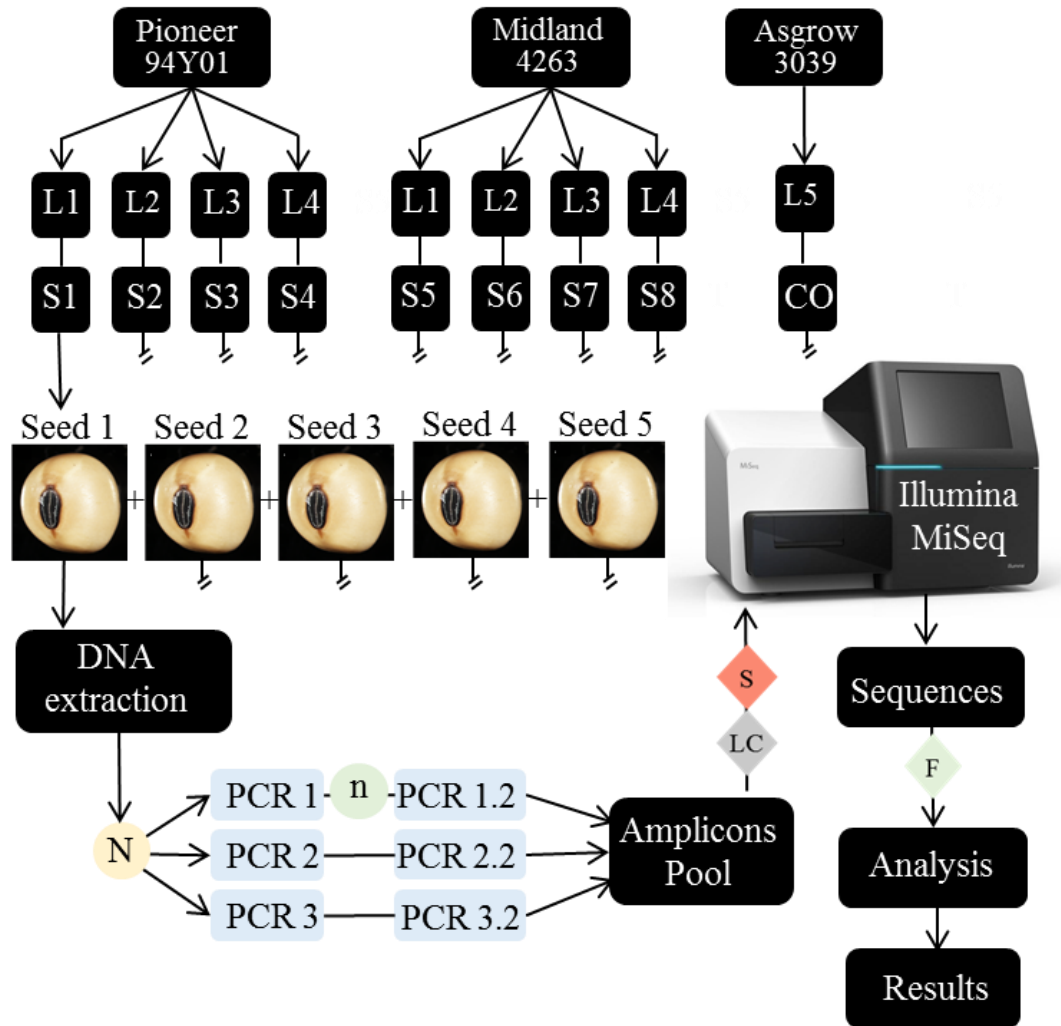 Pioneer
94Y01
Midland
4263
Asgrow
3039
L1
L2
L3
L4
L1
L2
L3
L4
L5
S1
S2
S3
S4
S5
S6
S7
S8
CO
Seed 1
Seed 2
Seed 3
Seed 4
Seed 5
+
+
+
+
MiSeq
Illumina
MiSeq
illumina
DNA
extraction
S
LC
Sequences
F
N
PCR 1
n
PCR 1.2
PCR 2
PCR 2.2
PCR 3
PCR 3.2
Amplicons
Pool
Analysis
Results